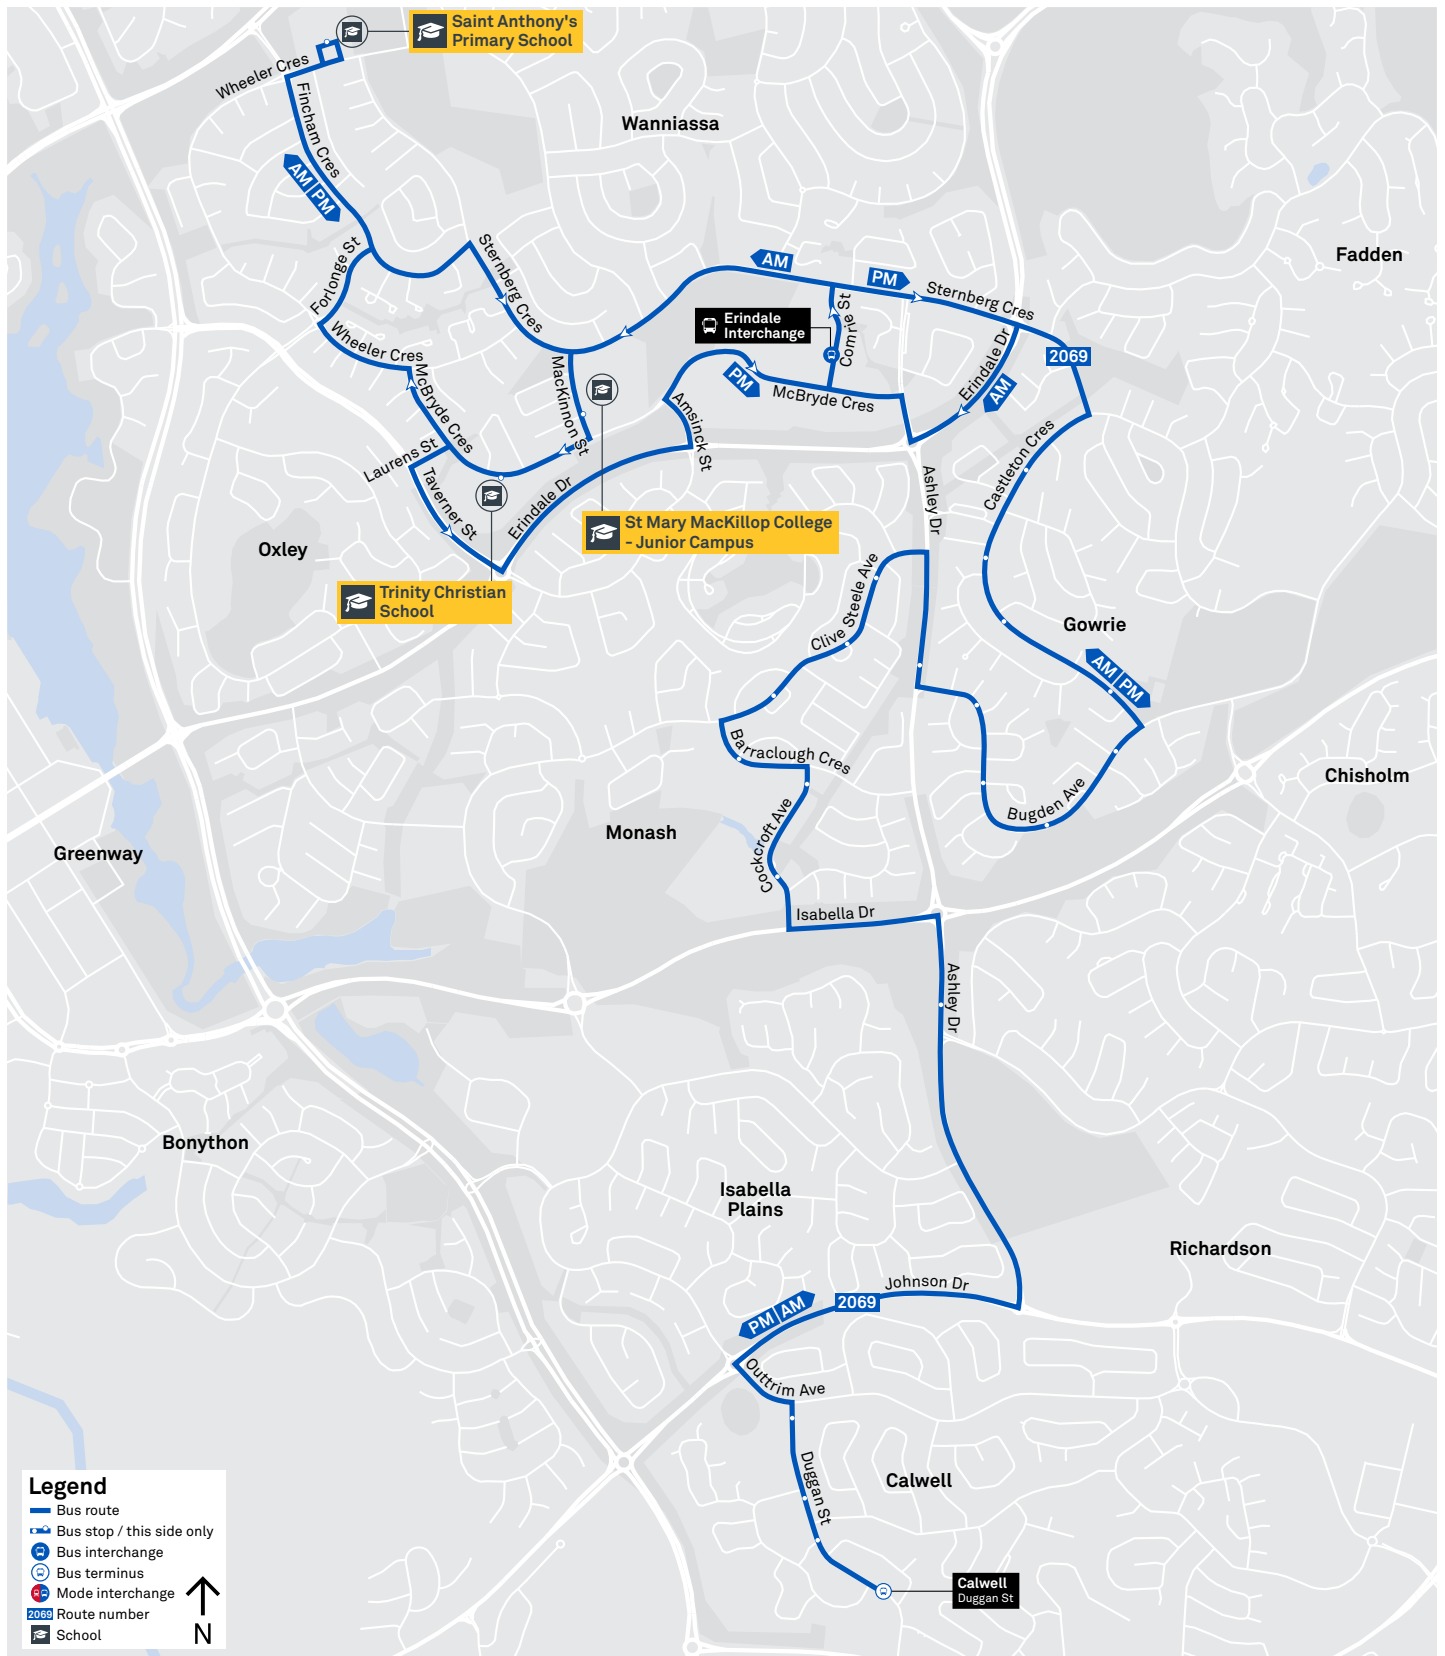 Saint Anthony's
Primary School
Wheeler Cres
Fincham Cres
Wanniassa
AM PM
Forlonge St
Sternberg Cres
AM
PM
Sternberg Cres
Fadden
Erindale
Interchange
Comrie St
Erindale Dr
2069
Wheeler Cres
McBryde Cres
MacKinnon St
PM
McBryde Cres
AM
Amsinck St
Laurens St
Taverner St
Erindale Dr
Ashley Dr
Castleton Cres
St Mary MacKillop College
- Junior Campus
Oxley
Trinity Christian
School
Clive Steele Ave
Gowrie
AM PM
Barraclough Cres
Chisholm
Bugden Ave
Monash
Cockcroft Ave
Greenway
Isabella Dr
Ashley Dr
Bonython
Isabella
Plains
Richardson
Johnson Dr
2069
PM AM
Outtrim Ave
Duggan St
Calwell
Calwell
Duggan St
Legend
Bus route
Bus stop / this side only
Bus interchange
Bus terminus
Mode interchange
2069 Route number
School
N